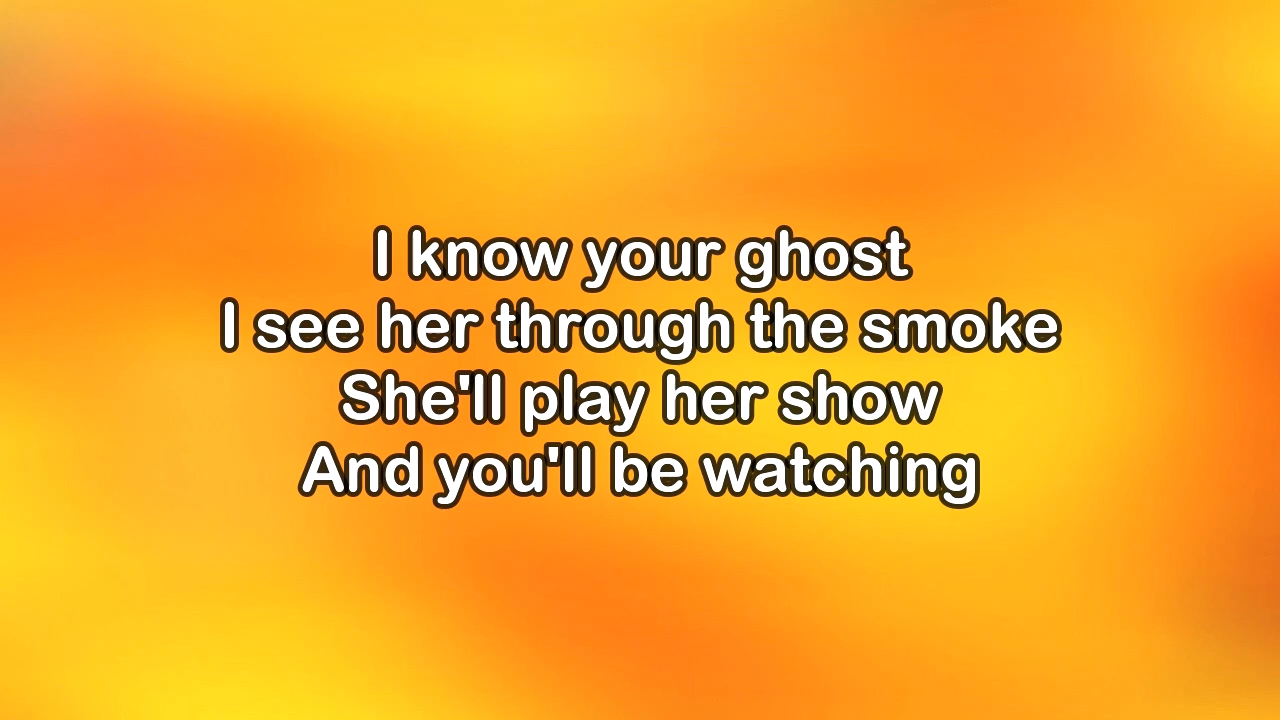 I know your ghost
I see her through the smoke
She'll play her show
And you'll be watching